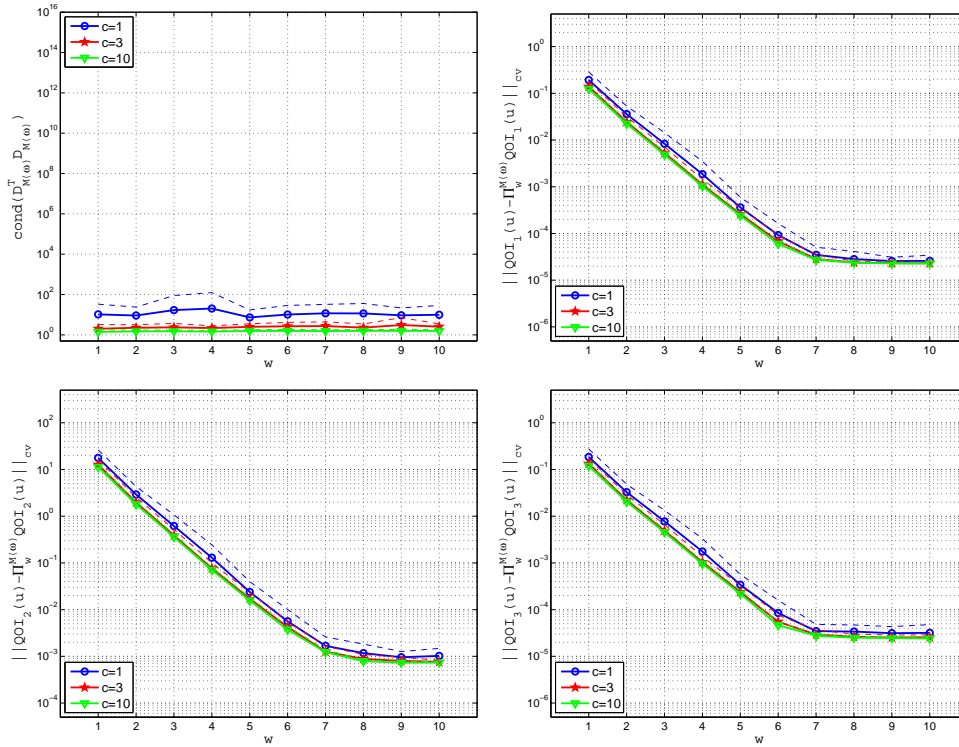 10^16
10^14
10^12
10^10
10^8
10^6
10^4
10^2
10^0
cond(D^T_M(ω) D_M(ω))
c=1
c=3
c=10
1 2 3 4 5 6 7 8 9 10
w
10^0
10^-1
10^-2
10^-3
10^-4
10^-5
10^-6
||QOI_1(u)-Π_w^M(ω) QOI_1(u)||_cv
c=1
c=3
c=10
1 2 3 4 5 6 7 8 9 10
w
10^2
10^1
10^0
10^-1
10^-2
10^-3
10^-4
||QOI_2(u)-Π_w^M(ω) QOI_2(u)||_cv
c=1
c=3
c=10
1 2 3 4 5 6 7 8 9 10
w
10^0
10^-1
10^-2
10^-3
10^-4
10^-5
10^-6
||QOI_3(u)-Π_w^M(ω) QOI_3(u)||_cv
c=1
c=3
c=10
1 2 3 4 5 6 7 8 9 10
w